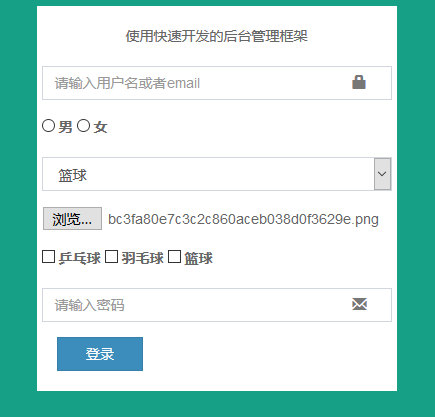 使用快速开发的后台管理框架
请输入用户名或者email
男 女
篮球
浏览... bc3fa80e7c3c2c860aceb038d0f3629e.png
乒乓球 羽毛球 篮球
请输入密码
登录